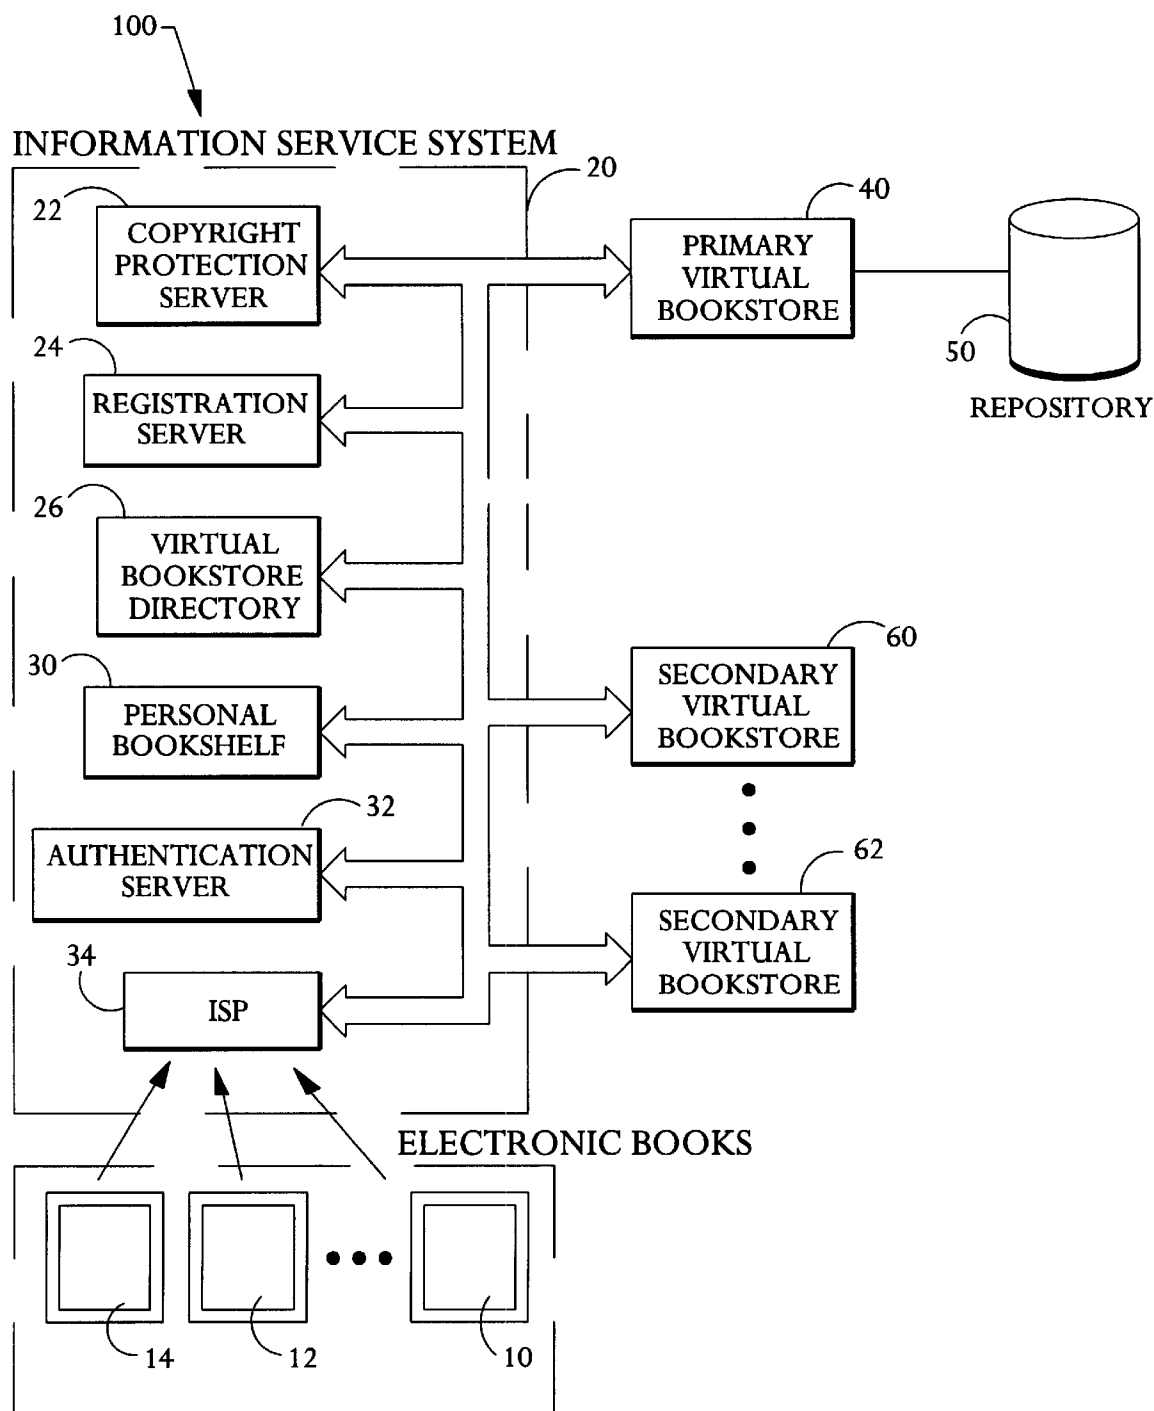 100
INFORMATION SERVICE SYSTEM
20
22
COPYRIGHT
PROTECTION
SERVER
40
PRIMARY
VIRTUAL
BOOKSTORE
50
REPOSITORY
24
REGISTRATION
SERVER
26
VIRTUAL
BOOKSTORE
DIRECTORY
60
SECONDARY
VIRTUAL
BOOKSTORE
30
PERSONAL
BOOKSHELF
32
AUTHENTICATION
SERVER
62
SECONDARY
VIRTUAL
BOOKSTORE
34
ISP
ELECTRONIC BOOKS
14
12
10